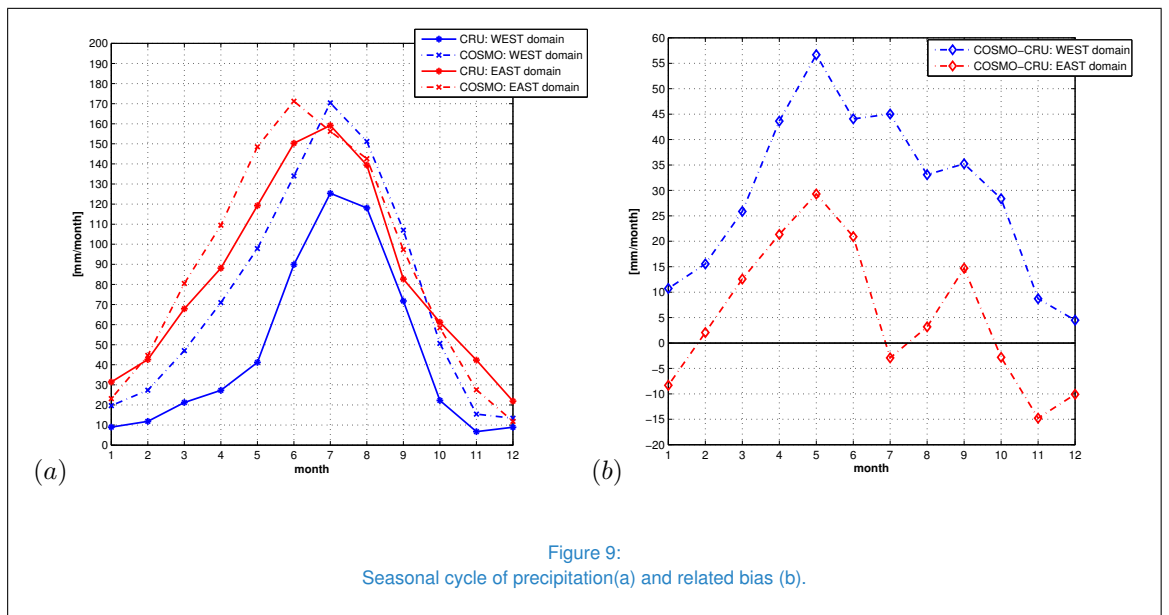 CRU: WEST domain
COSMO: WEST domain
CRU: EAST domain
COSMO: EAST domain
200
190
180
170
160
150
140
130
120
110
100
90
80
70
60
50
40
30
20
10
0
[mm/month]
1 2 3 4 5 6 7 8 9 10 11 12
month
(a)
COSMO−CRU: WEST domain
COSMO−CRU: EAST domain
60
55
50
45
40
35
30
25
20
15
10
5
0
−5
−10
−15
−20
[mm/month]
1 2 3 4 5 6 7 8 9 10 11 12
month
(b)
Figure 9:
Seasonal cycle of precipitation(a) and related bias (b).